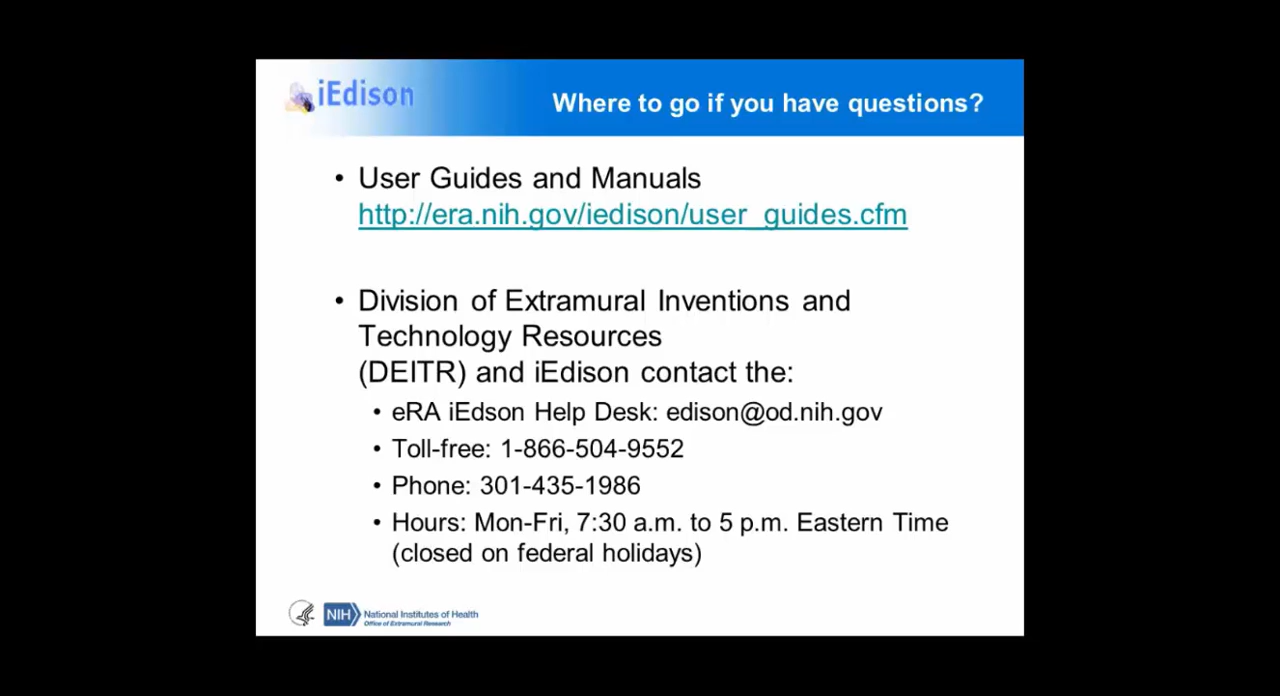 iEdison
Where to go if you have questions?
• User Guides and Manuals
http://era.nih.gov/iedison/user_guides.cfm
• Division of Extramural Inventions and
Technology Resources
(DEITR) and iEdison contact the:
• eRA iEdson Help Desk: edison@od.nih.gov
• Toll-free: 1-866-504-9552
• Phone: 301-435-1986
• Hours: Mon-Fri, 7:30 a.m. to 5 p.m. Eastern Time
(closed on federal holidays)
NIH National Institutes of Health
Office of Extramural Research